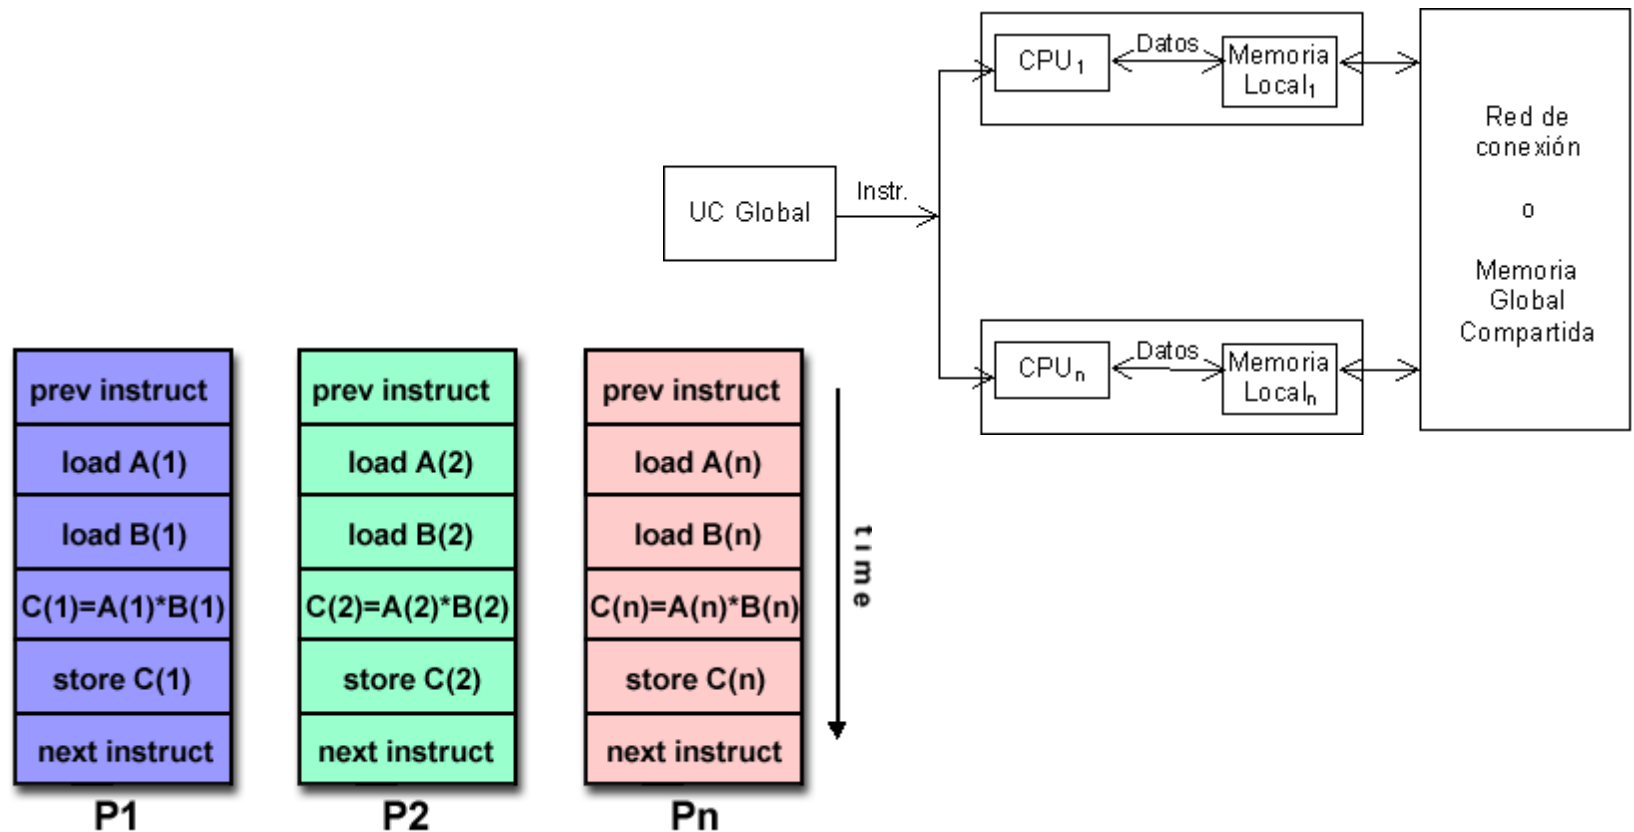 UC Global
Instr.
CPU1
Datos
Memoria
Local1
CPUn
Datos
Memoria
Localn
Red de
conexión
o
Memoria
Global
Compartida
prev instruct
load A(1)
load B(1)
C(1)=A(1)*B(1)
store C(1)
next instruct
P1
prev instruct
load A(2)
load B(2)
C(2)=A(2)*B(2)
store C(2)
next instruct
P2
prev instruct
load A(n)
load B(n)
C(n)=A(n)*B(n)
store C(n)
next instruct
Pn
time